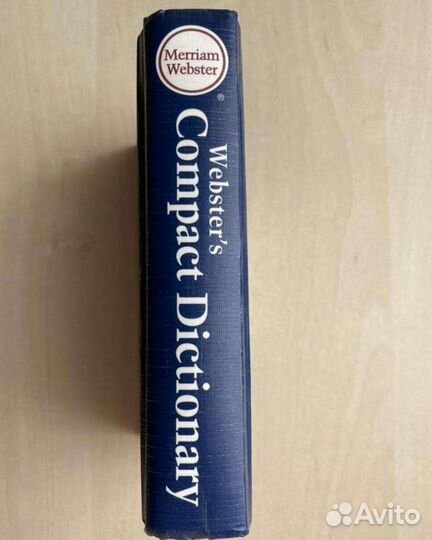 Merriam
Webster
®
Webster's
Compact Dictionary
Avito